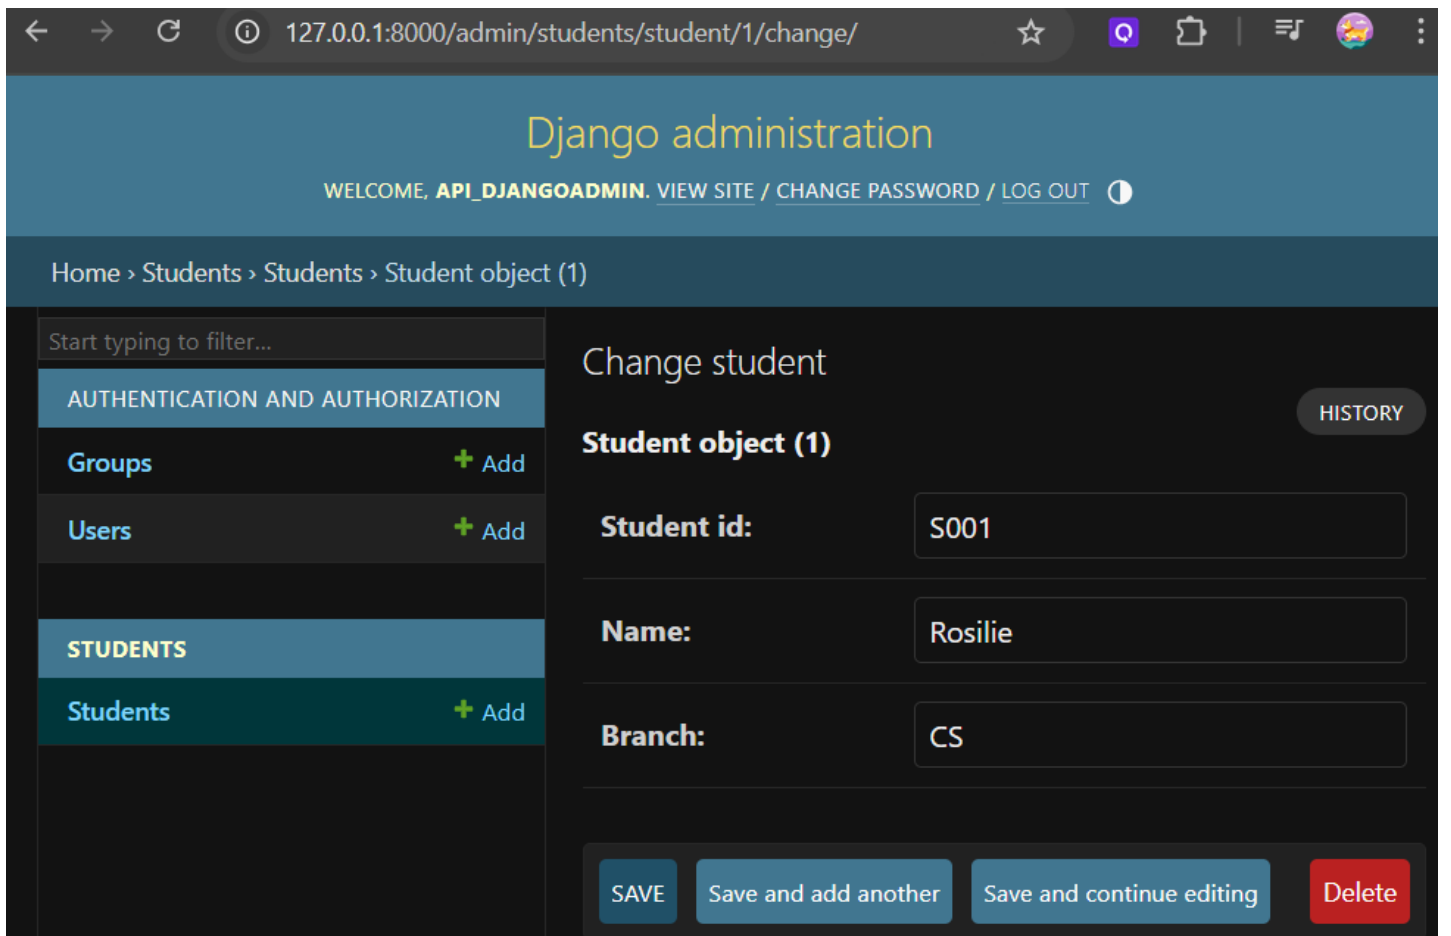 127.0.0.1:8000/admin/students/student/1/change/
Django administration
WELCOME, API_DJANGOADMIN. VIEW SITE / CHANGE PASSWORD / LOG OUT
Home › Students › Students › Student object (1)
Start typing to filter...
AUTHENTICATION AND AUTHORIZATION
Groups + Add
Users + Add
STUDENTS
Students + Add
Change student
HISTORY
Student object (1)
Student id: S001
Name: Rosilie
Branch: CS
SAVE Save and add another Save and continue editing Delete